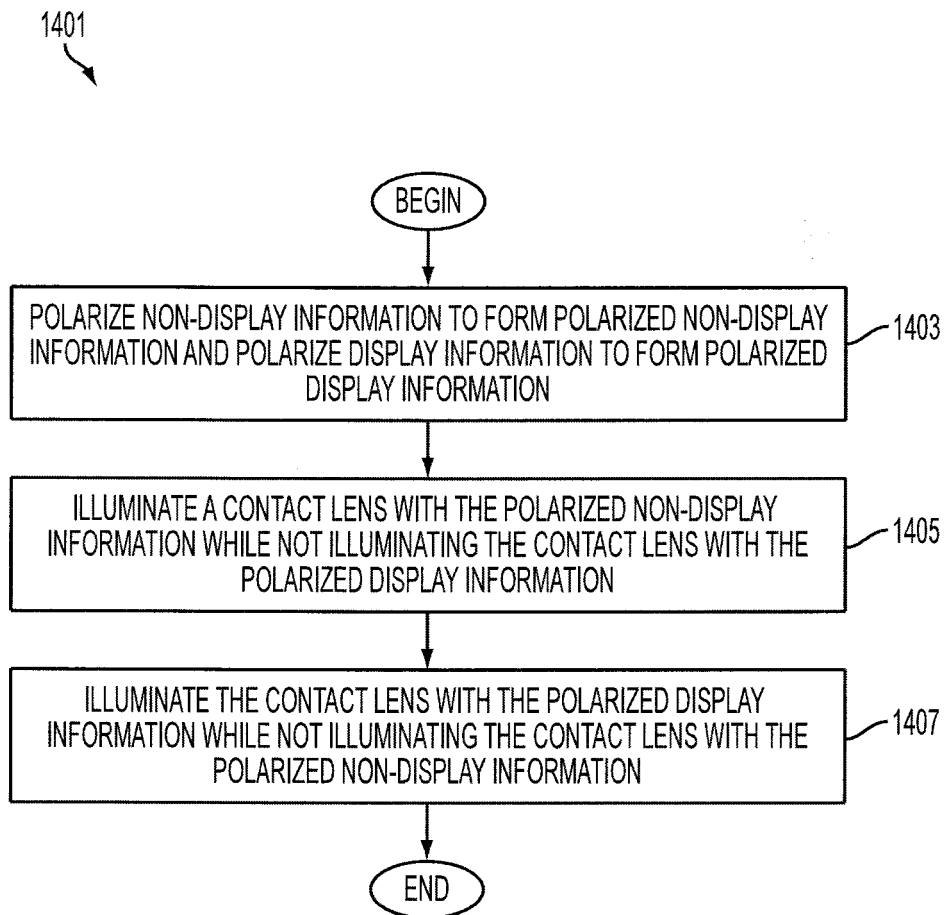 1401
BEGIN
POLARIZE NON-DISPLAY INFORMATION TO FORM POLARIZED NON-DISPLAY
INFORMATION AND POLARIZE DISPLAY INFORMATION TO FORM POLARIZED
DISPLAY INFORMATION
1403
ILLUMINATE A CONTACT LENS WITH THE POLARIZED NON-DISPLAY
INFORMATION WHILE NOT ILLUMINATING THE CONTACT LENS WITH THE
POLARIZED DISPLAY INFORMATION
1405
ILLUMINATE THE CONTACT LENS WITH THE POLARIZED DISPLAY
INFORMATION WHILE NOT ILLUMINATING THE CONTACT LENS WITH THE
POLARIZED NON-DISPLAY INFORMATION
1407
END